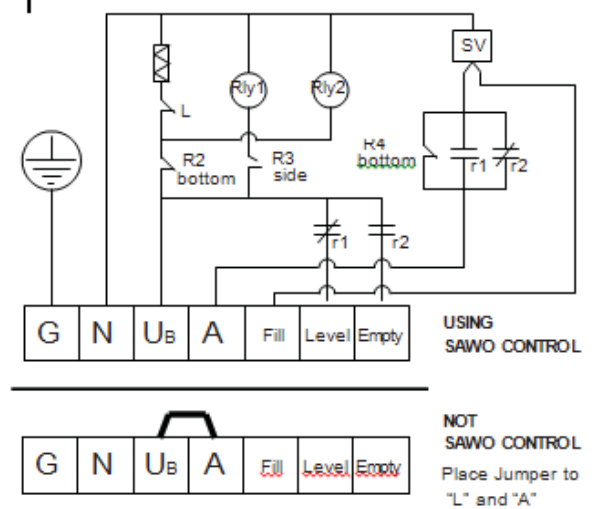 SV
Rly1
Rly2
L
R2
bottom
R3
side
R4
bottom
r1
r2
r1
r2
G N UB A Fill Level Empty
USING
SAWO CONTROL
NOT
SAWO CONTROL
G N UB A Fill Level Empty
Place Jumper to
"L" and "A"